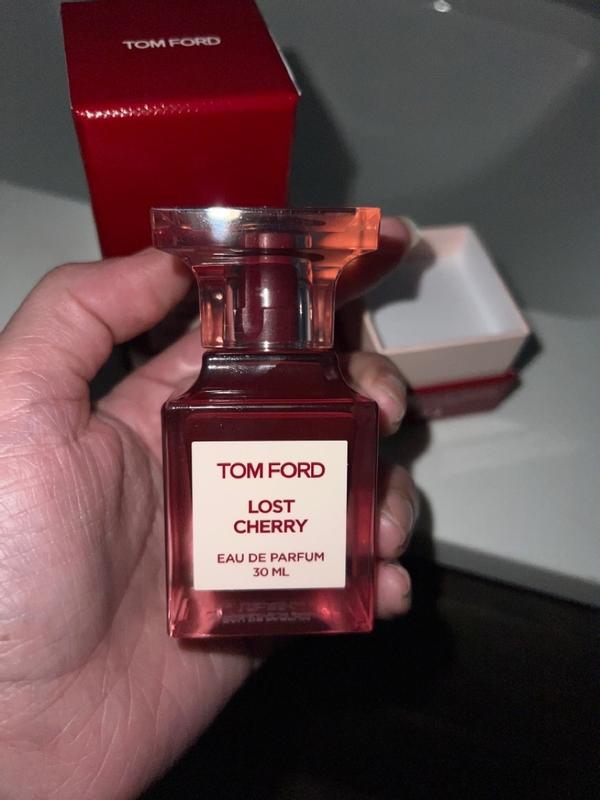 TOM FORD
TOM FORD
LOST
CHERRY
EAU DE PARFUM
30 ML